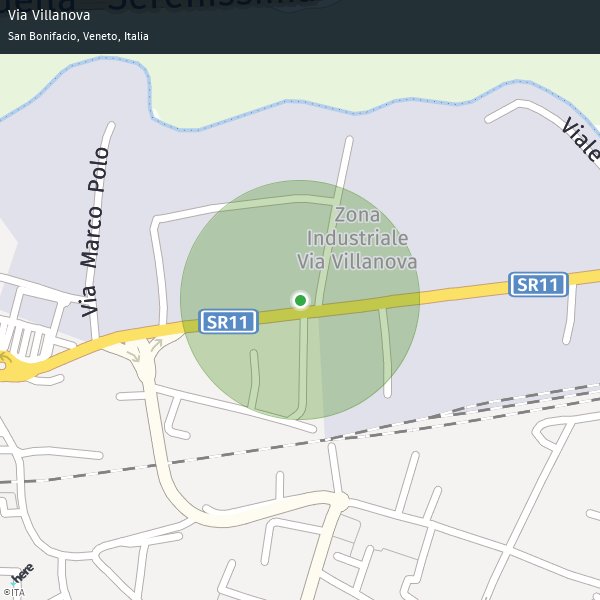 Via Villanova
San Bonifacio, Veneto, Italia
Viale
Via Marco Polo
Zona
Industriale
Via Villanova
SR11
SR11
here
©ITA